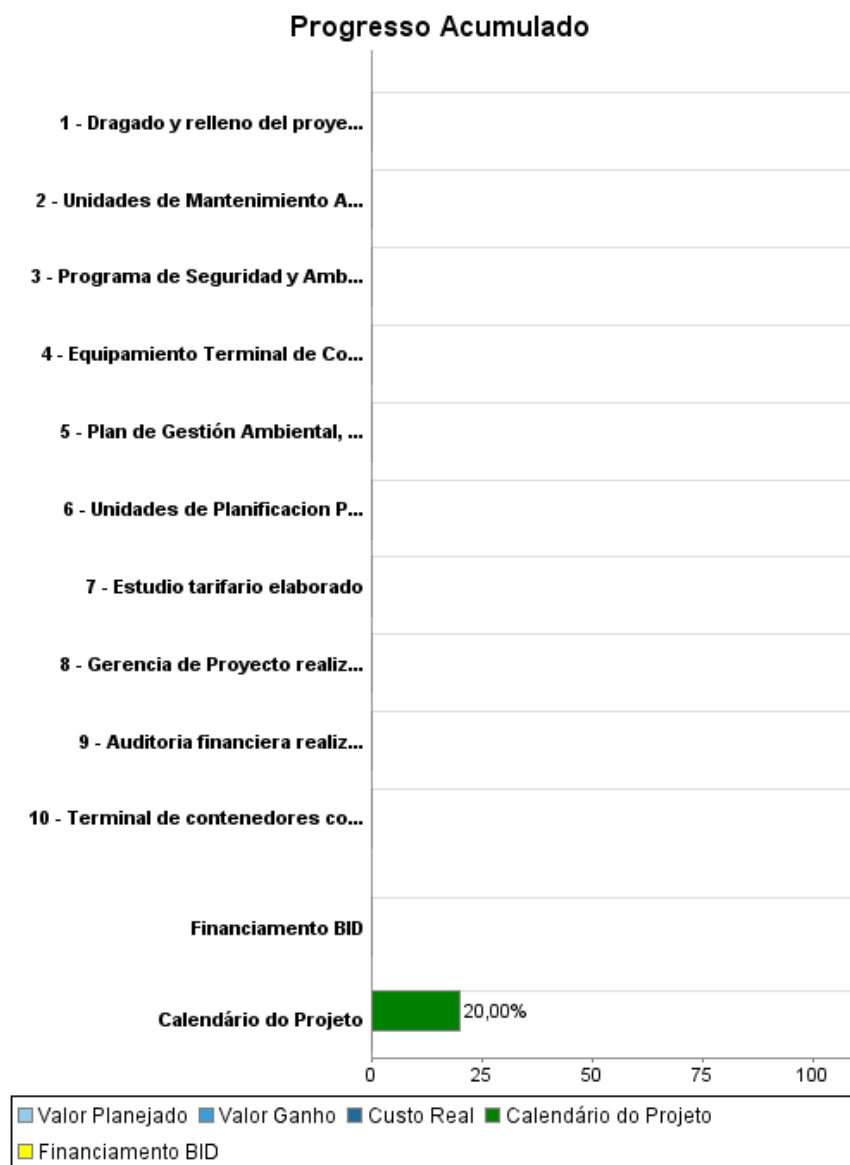 Progresso Acumulado
1 - Dragado y relleno del proye...
2 - Unidades de Mantenimiento A...
3 - Programa de Seguridad y Amb...
4 - Equipamiento Terminal de Co...
5 - Plan de Gestión Ambiental, ...
6 - Unidades de Planificacion P...
7 - Estudio tarifario elaborado
8 - Gerencia de Proyecto realiz...
9 - Auditoria financiera realiz...
10 - Terminal de contenedores co...
Financiamento BID
Calendário do Projeto 20,00%
0 25 50 75 100
Valor Planejado Valor Ganho Custo Real Calendário do Projeto
Financiamento BID